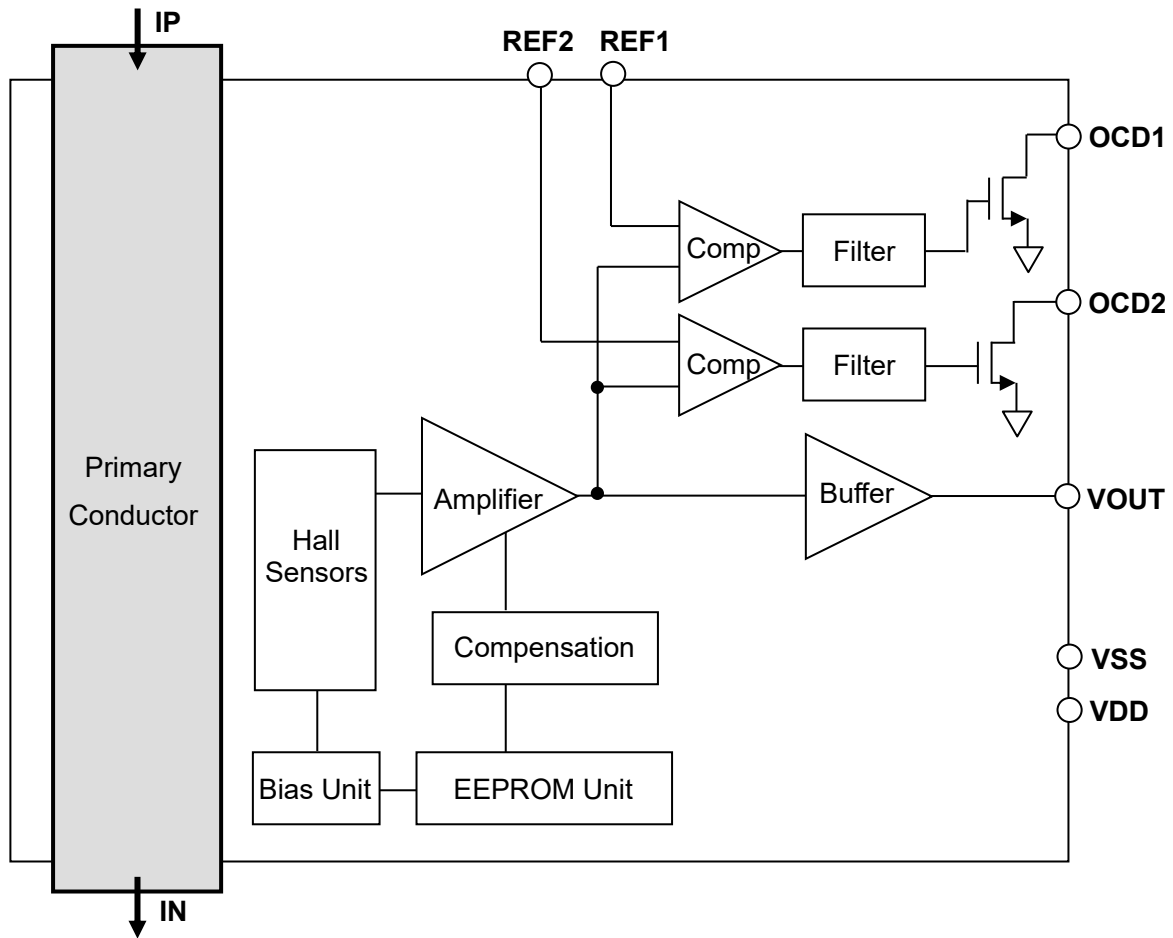 IP
REF2
REF1
OCD1
Comp
Filter
OCD2
Comp
Filter
Primary
Conductor
Hall
Sensors
Amplifier
Buffer
VOUT
Compensation
VSS
VDD
Bias Unit
EEPROM Unit
IN